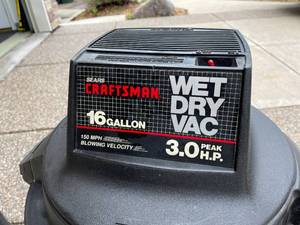 SEARS
CRAFTSMAN
WET
DRY
VAC
16 GALLON
150 MPH
BLOWING VELOCITY
3.0 PEAK
H.P.